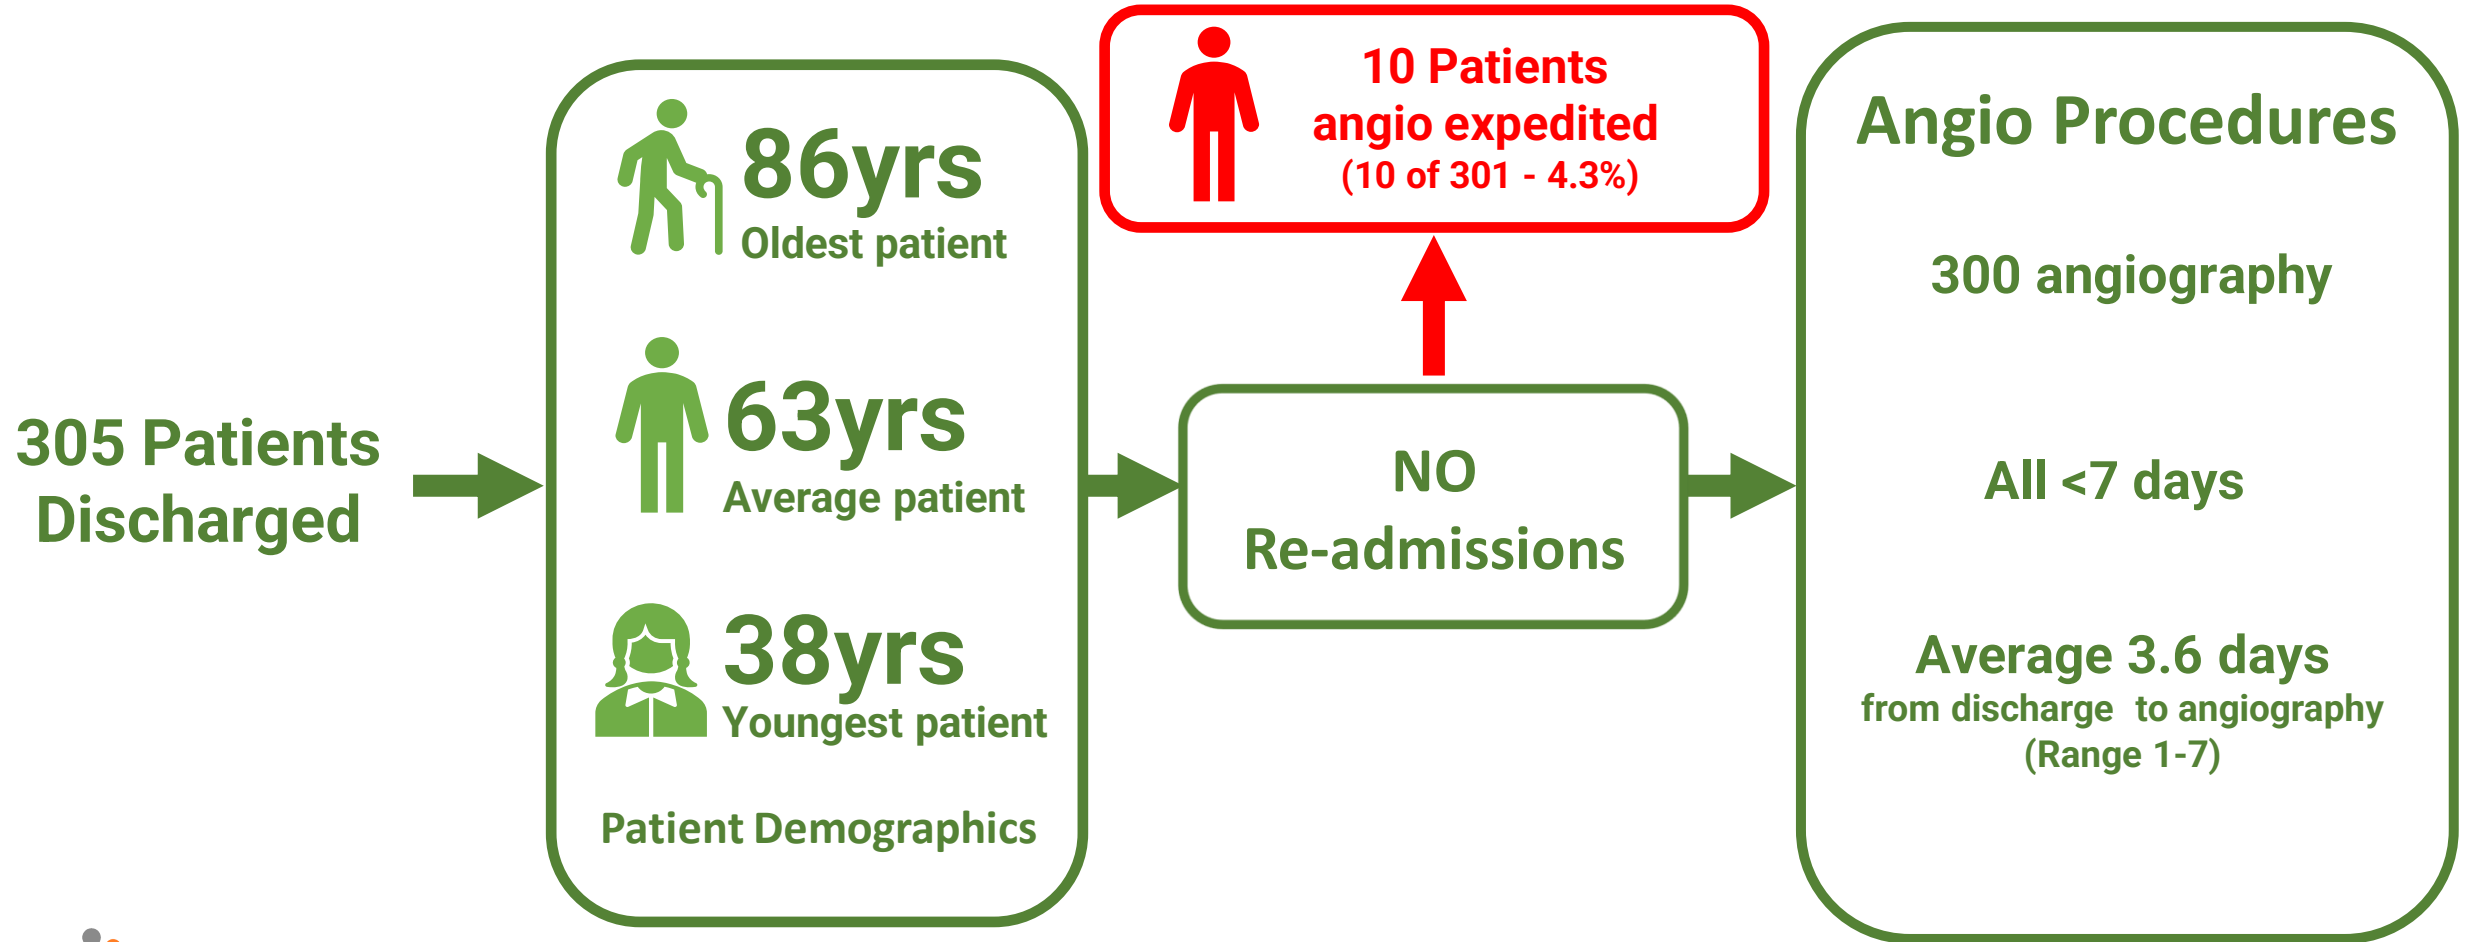 305 Patients
Discharged
86yrs
Oldest patient
63yrs
Average patient
38yrs
Youngest patient
Patient Demographics
10 Patients
angio expedited
(10 of 301 - 4.3%)
NO
Re-admissions
Angio Procedures
300 angiography
All <7 days
Average 3.6 days
from discharge  to angiography
(Range 1-7)